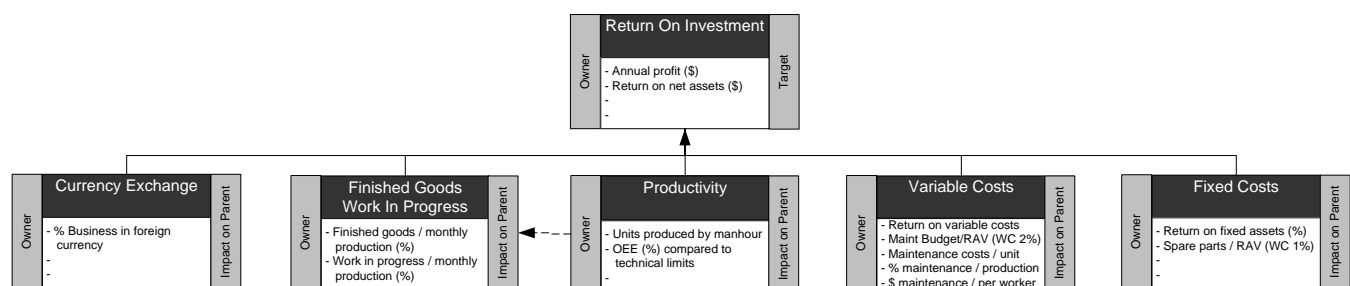 Return On Investment
Owner
- Annual profit ($)
- Return on net assets ($)
-
-
Target
Currency Exchange
Owner
- % Business in foreign
currency
-
-
Impact on Parent
Finished Goods
Work In Progress
Owner
- Finished goods / monthly
production (%)
- Work in progress / monthly
production (%)
Impact on Parent
Productivity
Owner
- Units produced by manhour
- OEE (%) compared to
technical limits
-
Impact on Parent
Variable Costs
Owner
- Return on variable costs
- Maint Budget/RAV (WC 2%)
- Maintenance costs / unit
- % maintenance / production
- $ maintenance / per worker
Impact on Parent
Fixed Costs
Owner
- Return on fixed assets (%)
- Spare parts / RAV (WC 1%)
-
-
Impact on Parent